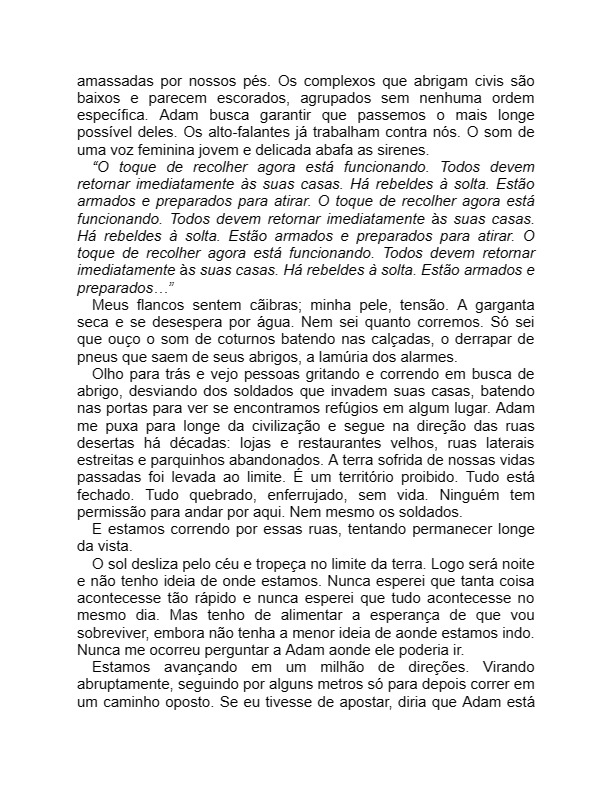 amassadas por nossos pés. Os complexos que abrigam civis são
baixos e parecem escorados, agrupados sem nenhuma ordem
específica. Adam busca garantir que passemos o mais longe
possível deles. Os alto-falantes já trabalham contra nós. O som de
uma voz feminina jovem e delicada abafa as sirenes.
“O toque de recolher agora está funcionando. Todos devem
retornar imediatamente às suas casas. Há rebeldes à solta. Estão
armados e preparados para atirar. O toque de recolher agora está
funcionando. Todos devem retornar imediatamente às suas casas.
Há rebeldes à solta. Estão armados e preparados para atirar. O
toque de recolher agora está funcionando. Todos devem retornar
imediatamente às suas casas. Há rebeldes à solta. Estão armados e
preparados…”
Meus flancos sentem cãibras; minha pele, tensão. A garganta
seca e se desespera por água. Nem sei quanto corremos. Só sei
que ouço o som de coturnos batendo nas calçadas, o derrapar de
pneus que saem de seus abrigos, a lamúria dos alarmes.
Olho para trás e vejo pessoas gritando e correndo em busca de
abrigo, desviando dos soldados que invadem suas casas, batendo
nas portas para ver se encontramos refúgios em algum lugar. Adam
me puxa para longe da civilização e segue na direção das ruas
desertas há décadas: lojas e restaurantes velhos, ruas laterais
estreitas e parquinhos abandonados. A terra sofrida de nossas vidas
passadas foi levada ao limite. É um território proibido. Tudo está
fechado. Tudo quebrado, enferrujado, sem vida. Ninguém tem
permissão para andar por aqui. Nem mesmo os soldados.
E estamos correndo por essas ruas, tentando permanecer longe
da vista.
O sol desliza pelo céu e tropeça no limite da terra. Logo será noite
e não tenho ideia de onde estamos. Nunca esperei que tanta coisa
acontecesse tão rápido e nunca esperei que tudo acontecesse no
mesmo dia. Mas tenho de alimentar a esperança de que vou
sobreviver, embora não tenha a menor ideia de aonde estamos indo.
Nunca me ocorreu perguntar a Adam aonde ele poderia ir.
Estamos avançando em um milhão de direções. Virando
abruptamente, seguindo por alguns metros só para depois correr em
um caminho oposto. Se eu tivesse de apostar, diria que Adam está